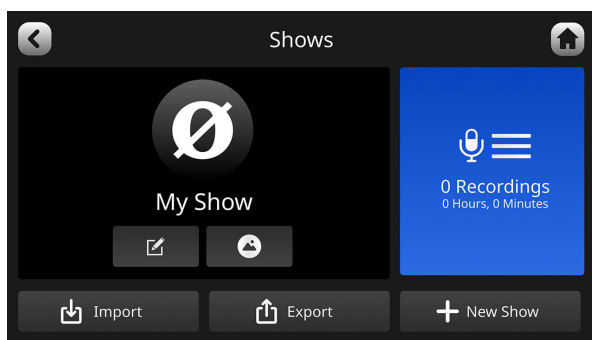 Shows
My Show
0 Recordings
0 Hours, 0 Minutes
Import
Export
New Show